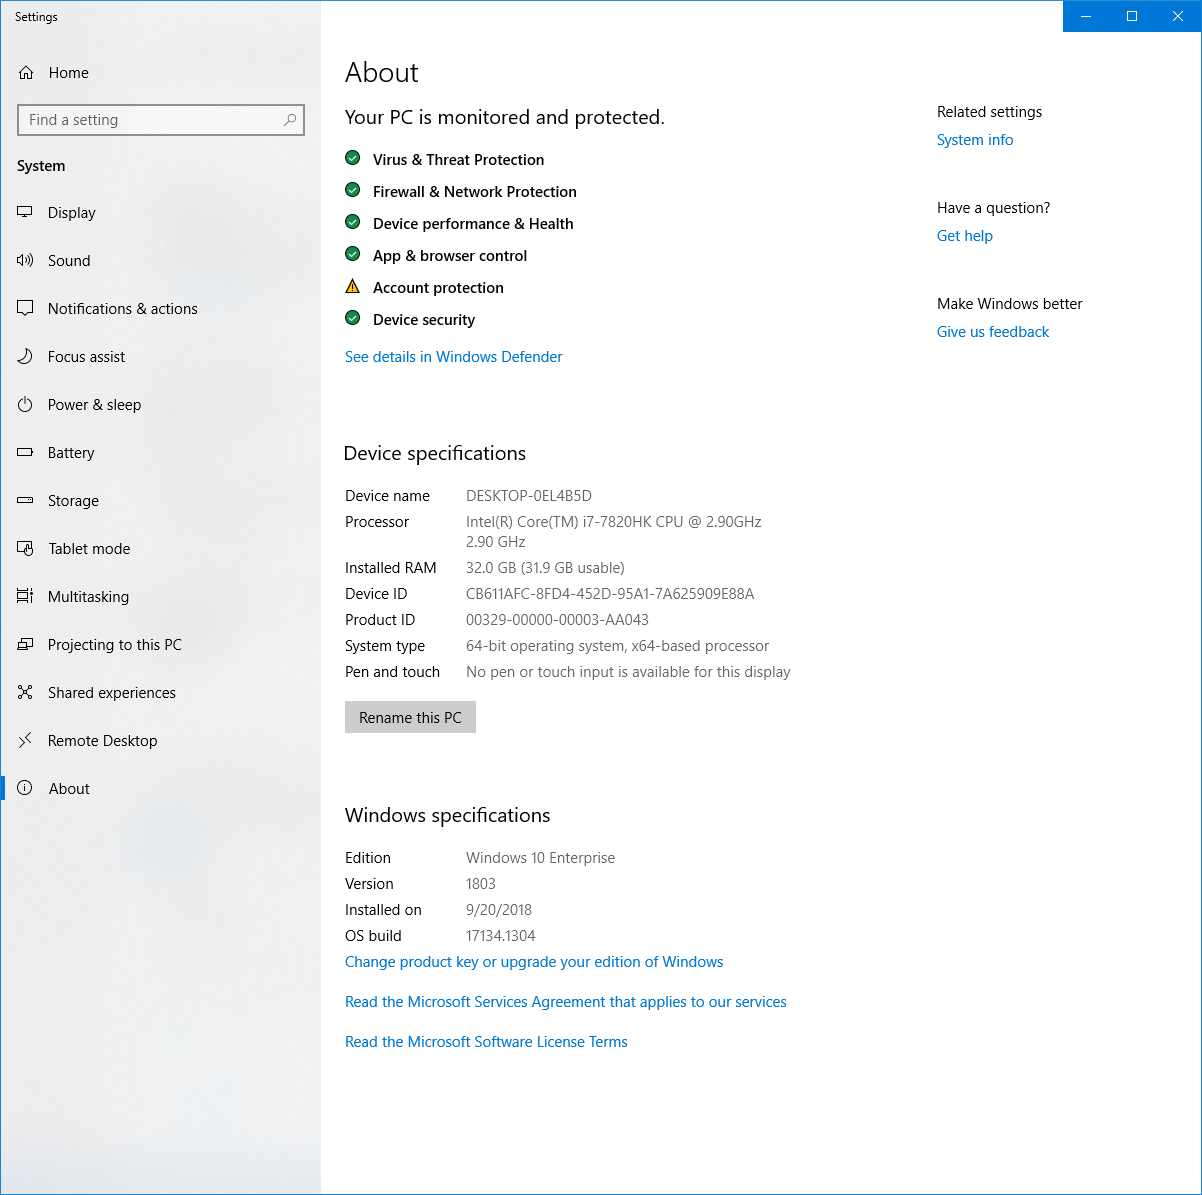 Settings
Home
Find a setting
System
Display
Sound
Notifications & actions
Focus assist
Power & sleep
Battery
Storage
Tablet mode
Multitasking
Projecting to this PC
Shared experiences
Remote Desktop
About
About
Your PC is monitored and protected.
Virus & Threat Protection
Firewall & Network Protection
Device performance & Health
App & browser control
Account protection
Device security
See details in Windows Defender
Device specifications
Device name DESKTOP-0EL4B5D
Processor Intel(R) Core(TM) i7-7820HK CPU @ 2.90GHz
2.90 GHz
Installed RAM 32.0 GB (31.9 GB usable)
Device ID CB611AFC-8FD4-452D-95A1-7A625909E88A
Product ID 00329-00000-00003-AA043
System type 64-bit operating system, x64-based processor
Pen and touch No pen or touch input is available for this display
Rename this PC
Windows specifications
Edition Windows 10 Enterprise
Version 1803
Installed on 9/20/2018
OS build 17134.1304
Change product key or upgrade your edition of Windows
Read the Microsoft Services Agreement that applies to our services
Read the Microsoft Software License Terms
Related settings
System info
Have a question?
Get help
Make Windows better
Give us feedback